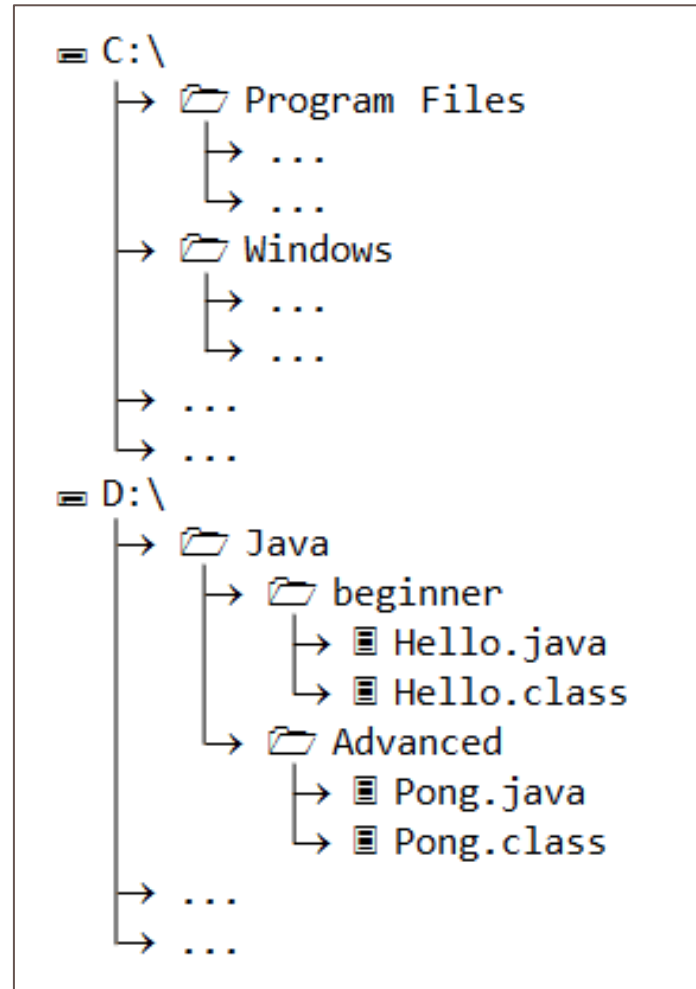 C:\
Program Files
...
...
Windows
...
...
...
...
D:\
Java
beginner
Hello.java
Hello.class
Advanced
Pong.java
Pong.class
...
...